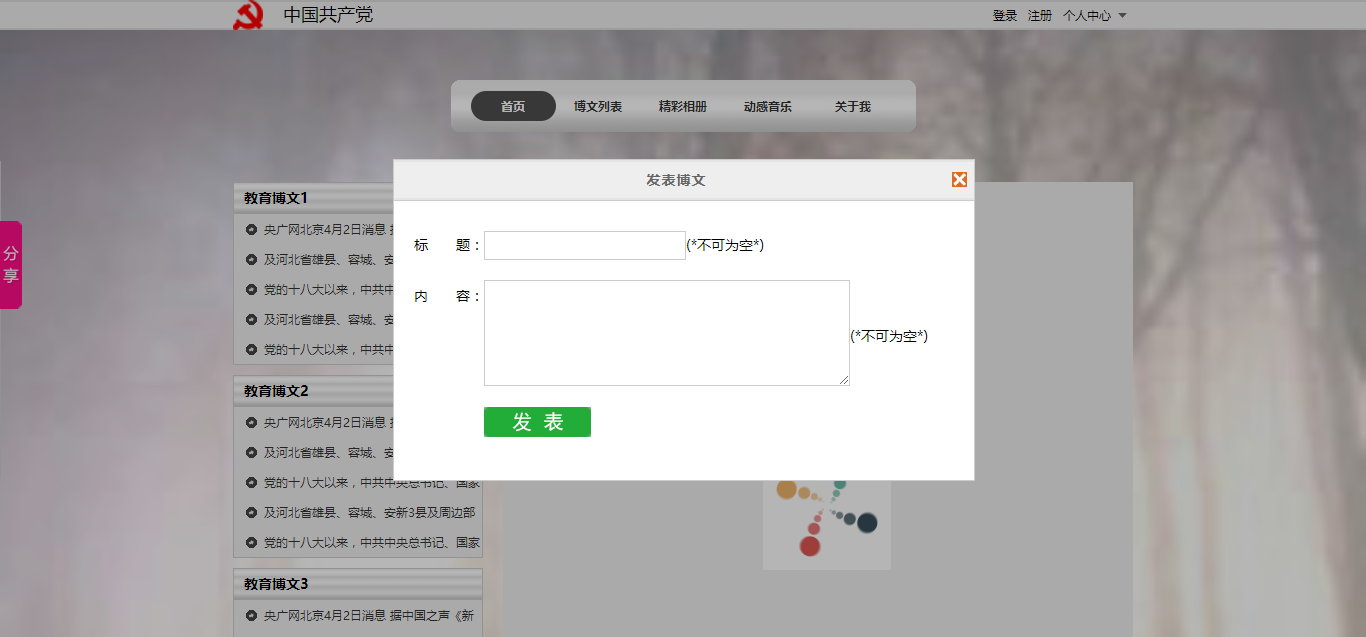 中国共产党
登录 注册 个人中心
首页 博文列表 精彩相册 动感音乐 关于我
分享
发表博文
标 题：(*不可为空*)
内 容：(*不可为空*)
发 表
教育博文1
央广网北京4月2日消息
及河北省雄县、容城、安
党的十八大以来，中共中
及河北省雄县、容城、安
党的十八大以来，中共中
教育博文2
央广网北京4月2日消息
及河北省雄县、容城、安
党的十八大以来，中共中央总书记、国家
及河北省雄县、容城、安新3县及周边部
党的十八大以来，中共中央总书记、国家
教育博文3
央广网北京4月2日消息 据中国之声《新